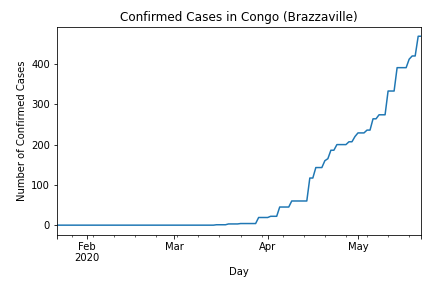 Confirmed Cases in Congo (Brazzaville)
Number of Confirmed Cases
400
300
200
100
0
Feb Mar Apr May
2020
Day